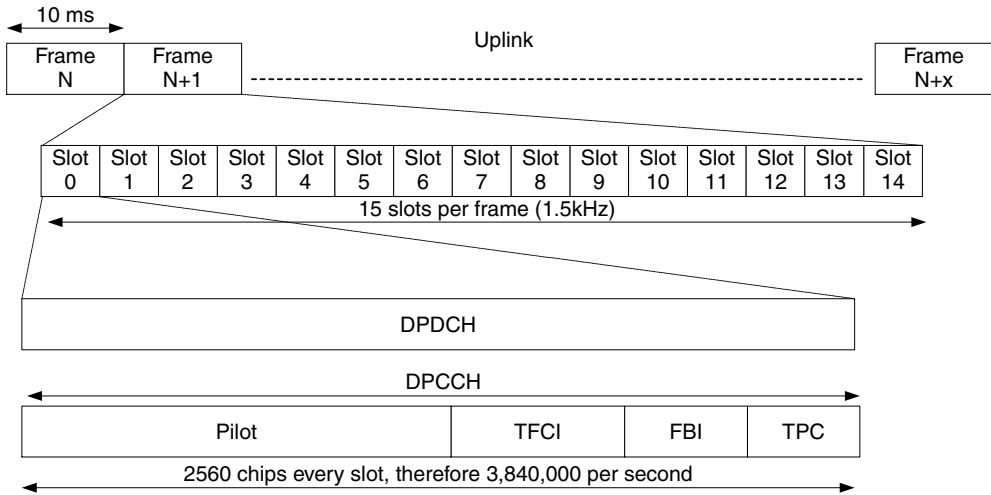 10 ms
Uplink
Frame
N
Frame
N+1
Frame
N+x
Slot
0
Slot
1
Slot
2
Slot
3
Slot
4
Slot
5
Slot
6
Slot
7
Slot
8
Slot
9
Slot
10
Slot
11
Slot
12
Slot
13
Slot
14
15 slots per frame (1.5kHz)
DPDCH
DPCCH
Pilot
TFCI
FBI
TPC
2560 chips every slot, therefore 3,840,000 per second